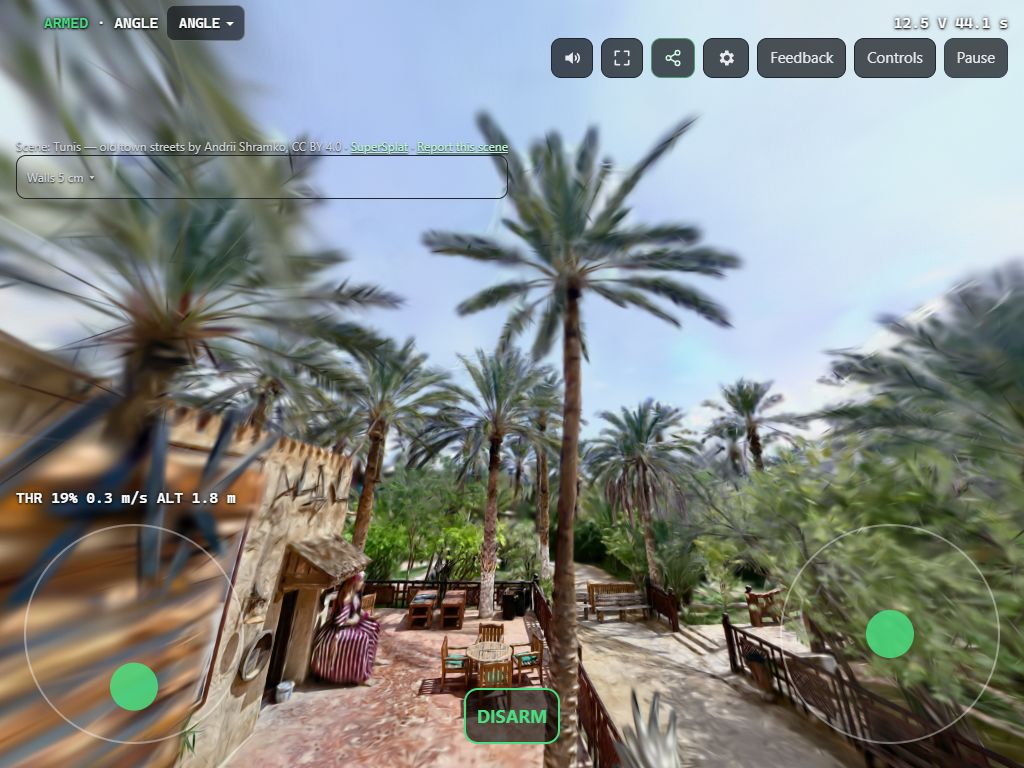 ARMED · ANGLE ANGLE
12.5 V 44.1 s
Feedback Controls Pause
Scene: Tunis — old town streets by Andrii Shramko, CC BY 4.0 · SuperSplat · Report this scene
Walls 5 cm
THR 19% 0.3 m/s ALT 1.8 m
DISARM